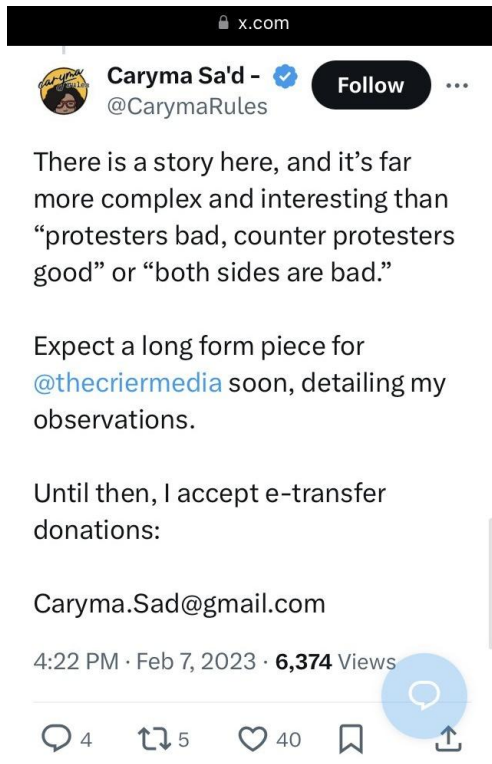 x.com
Caryma Sa'd -
Follow
@CarymaRules
There is a story here, and it’s far
more complex and interesting than
“protesters bad, counter protesters
good” or “both sides are bad.”
Expect a long form piece for
@thecriermedia soon, detailing my
observations.
Until then, I accept e-transfer
donations:
Caryma.Sad@gmail.com
4:22 PM · Feb 7, 2023 · 6,374 Views
4 5 40